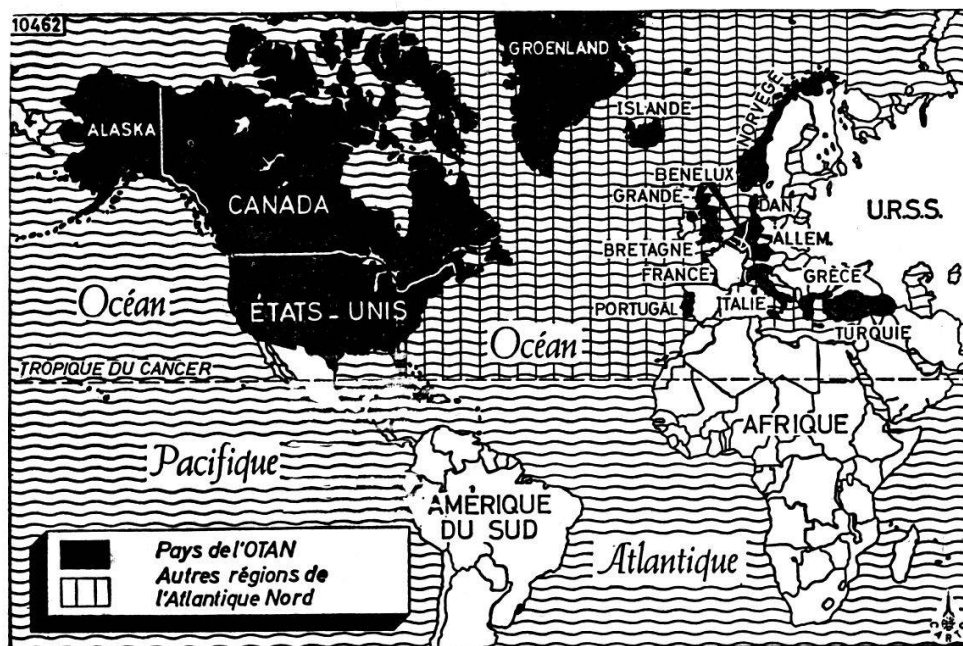 10462
GROENLAND
ISLANDE
NORVÈGE
ALASKA
CANADA
BENELUX
GRANDE
BRETAGNE
DAN.
ALLEM.
U.R.S.S.
FRANCE
GRÈCE
PORTUGAL
ITALIE
TURQUIE
ÉTATS-UNIS
Océan
Océan
TROPIQUE DU CANCER
Pacifique
AFRIQUE
AMÉRIQUE
DU SUD
Atlantique
Pays de l'OTAN
Autres régions de
l'Atlantique Nord